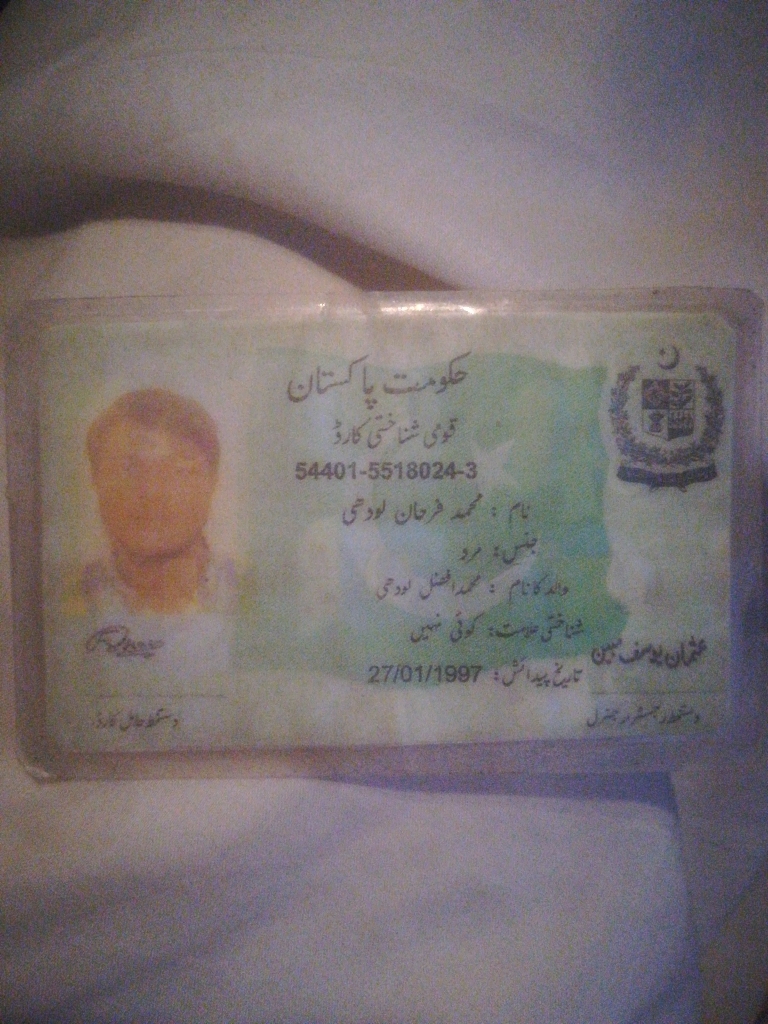 حکومت پاکستان
قومی شناختی کارڈ
54401-5518024-3
نام : محمد فرحان لودھی
جنس: مرد
والد کا نام : محمد افضل لودھی
شناختی علامت: کوئی نہیں
تاریخ پیدائش: 27/01/1997
عثمان یوسف مبین
دستخط حامل کارڈ
دستخط رجسٹرار جنرل